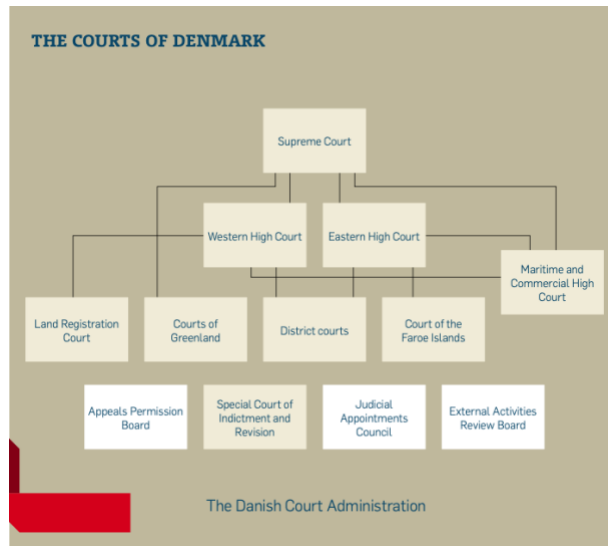 THE COURTS OF DENMARK
Supreme Court
Western High Court
Eastern High Court
Maritime and
Commercial High
Court
Land Registration
Court
Courts of
Greenland
District courts
Court of the
Faroe Islands
Appeals Permission
Board
Special Court of
Indictment and
Revision
Judicial
Appointments
Council
External Activities
Review Board
The Danish Court Administration